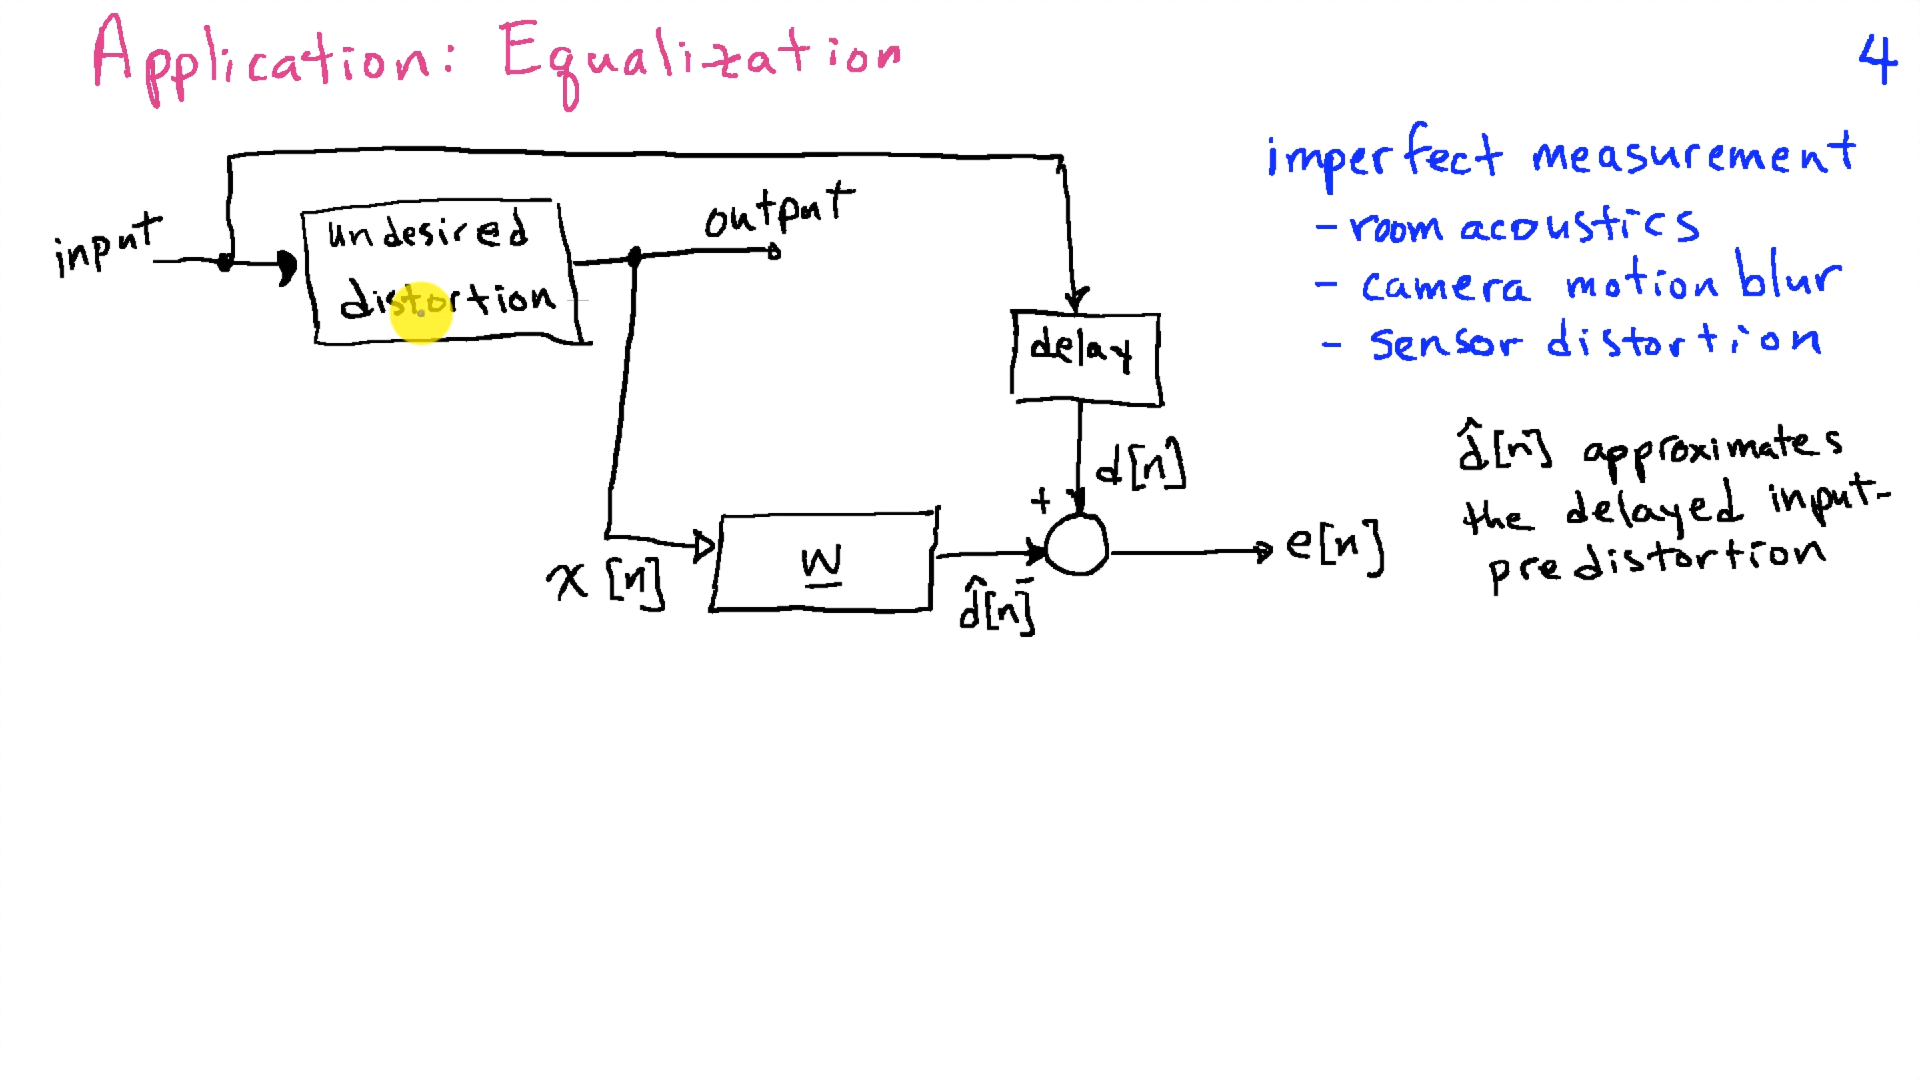 Application: Equalization
4
input
undesired
distortion
output
delay
d[n]
+
x[n]
W
d̂[n]
-
e[n]
imperfect measurement
- room acoustics
- camera motion blur
- sensor distortion
d̂[n] approximates
the delayed input-
predistortion